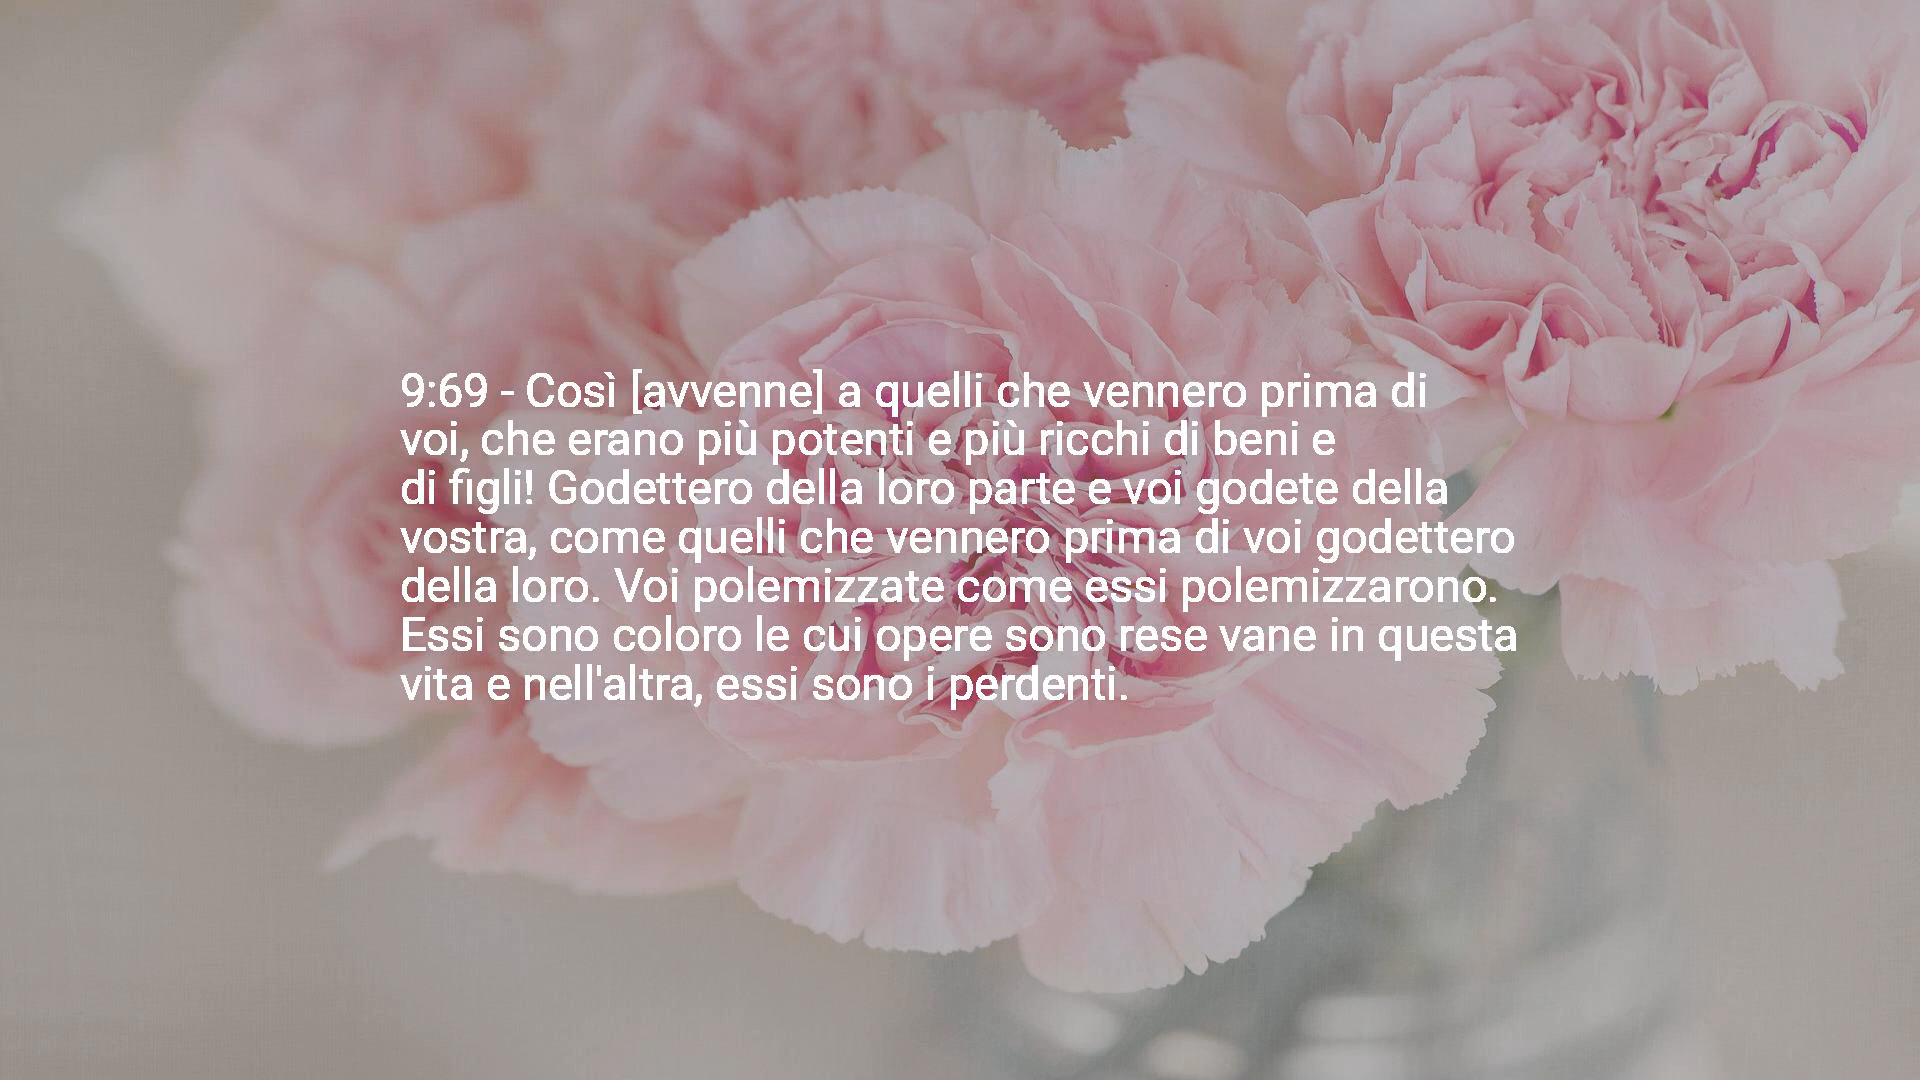 9:69 - Così [avvenne] a quelli che vennero prima di
voi, che erano più potenti e più ricchi di beni e
di figli! Godettero della loro parte e voi godete della
vostra, come quelli che vennero prima di voi godettero
della loro. Voi polemizzate come essi polemizzarono.
Essi sono coloro le cui opere sono rese vane in questa
vita e nell'altra, essi sono i perdenti.